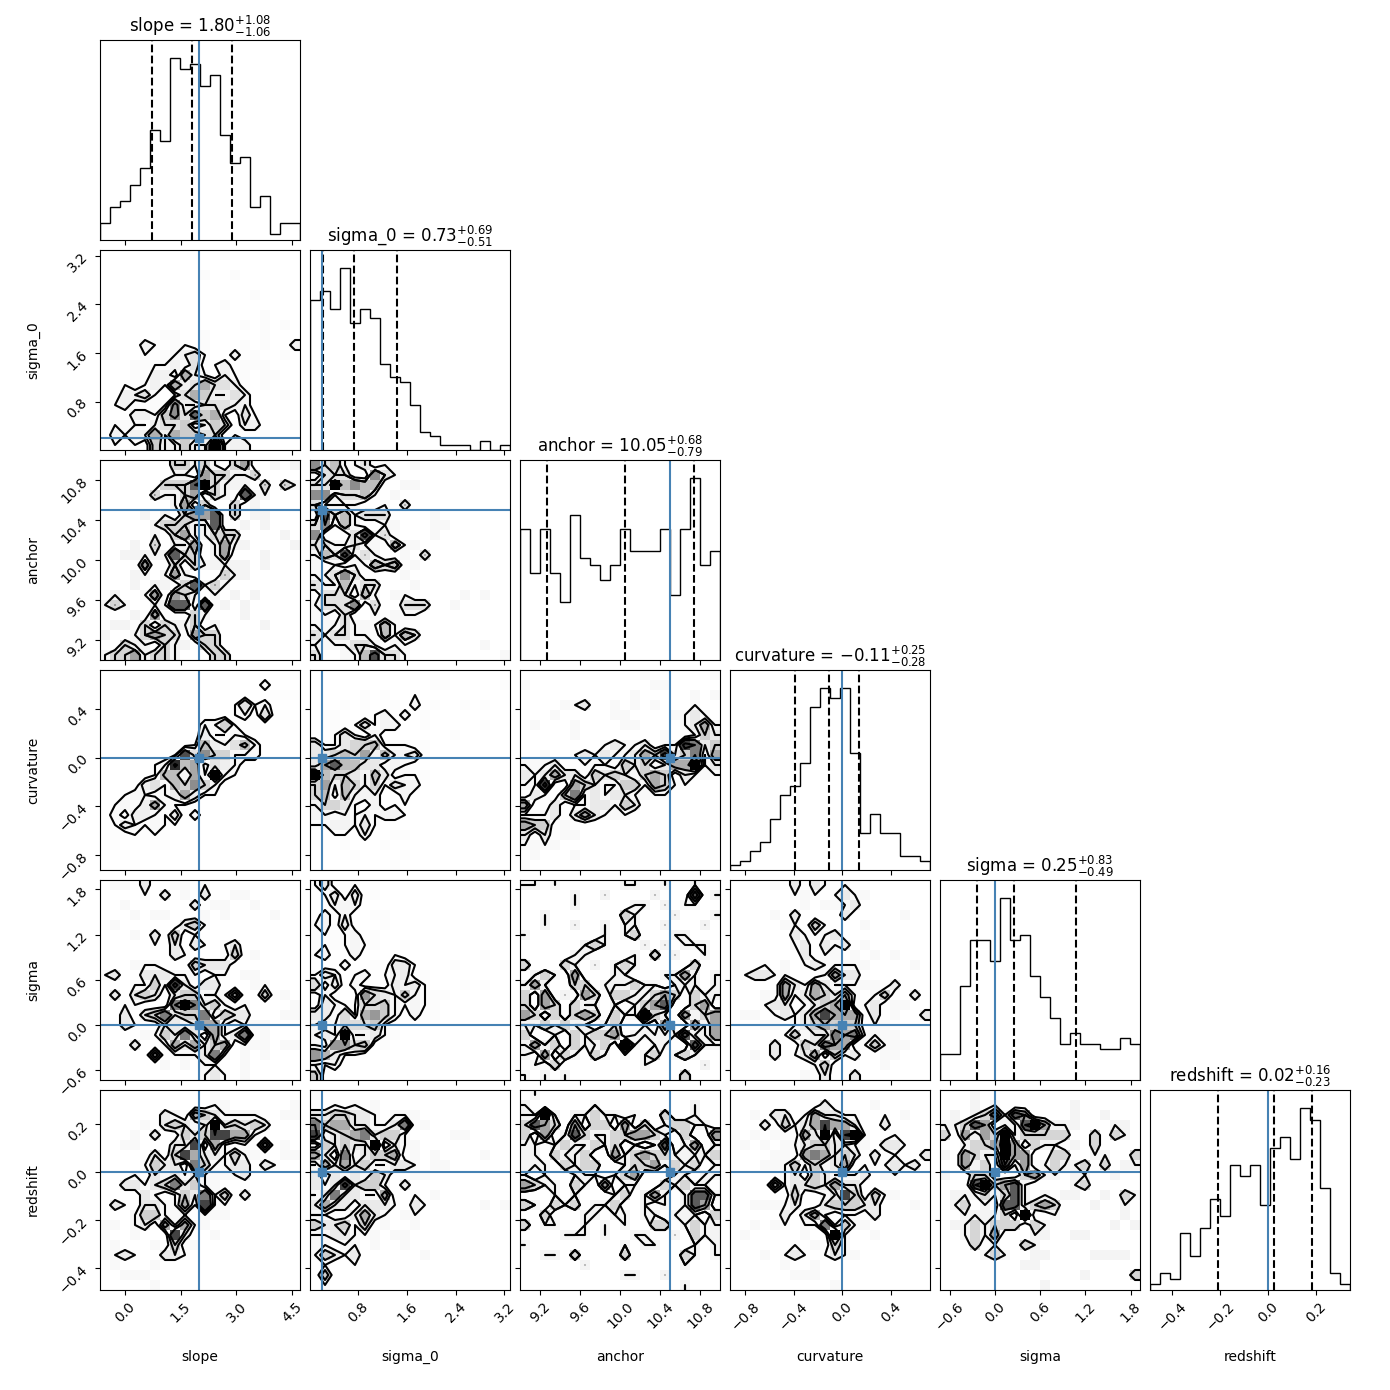 slope = 1.80+1.08 −1.06
sigma_0 = 0.73+0.69 −0.51
anchor = 10.05+0.68 −0.79
curvature = −0.11+0.25 −0.28
sigma = 0.25+0.83 −0.49
redshift = 0.02+0.16 −0.23
sigma_0
3.2
2.4
1.6
0.8
anchor
10.8
10.4
10.0
9.6
9.2
curvature
0.4
0.0
−0.4
−0.8
sigma
1.8
1.2
0.6
0.0
−0.6
redshift
0.2
0.0
−0.2
−0.4
0.0 1.5 3.0 4.5
0.8 1.6 2.4 3.2
9.2 9.6 10.0 10.4 10.8
−0.8 −0.4 0.0 0.4
−0.6 0.0 0.6 1.2 1.8
−0.4 −0.2 0.0 0.2
slope sigma_0 anchor curvature sigma redshift